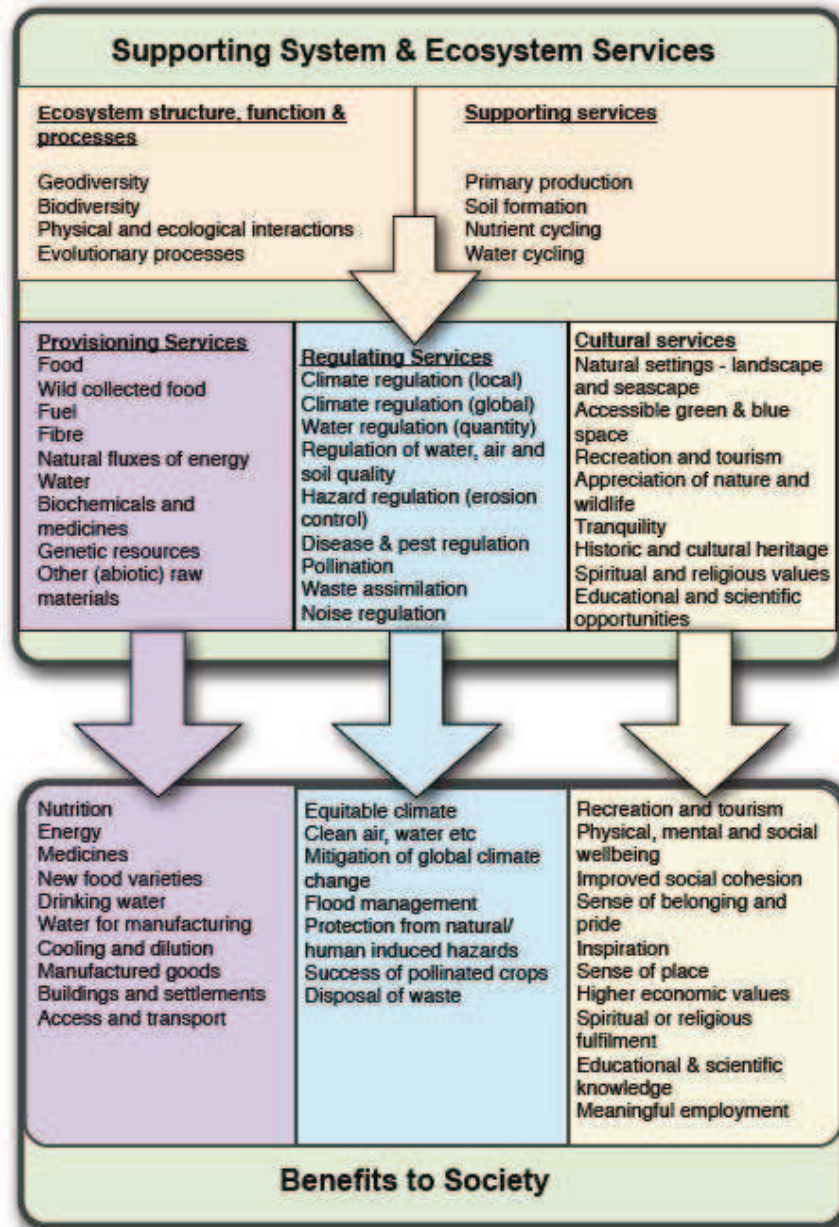 Supporting System & Ecosystem Services
Ecosystem structure, function &
processes
Geodiversity
Biodiversity
Physical and ecological interactions
Evolutionary processes
Supporting services
Primary production
Soil formation
Nutrient cycling
Water cycling
Provisioning Services
Food
Wild collected food
Fuel
Fibre
Natural fluxes of energy
Water
Biochemicals and
medicines
Genetic resources
Other (abiotic) raw
materials
Regulating Services
Climate regulation (local)
Climate regulation (global)
Water regulation (quantity)
Regulation of water, air and
soil quality
Hazard regulation (erosion
control)
Disease & pest regulation
Pollination
Waste assimilation
Noise regulation
Cultural services
Natural settings - landscape
and seascape
Accessible green & blue
space
Recreation and tourism
Appreciation of nature and
wildlife
Tranquility
Historic and cultural heritage
Spiritual and religious values
Educational and scientific
opportunities
Nutrition
Energy
Medicines
New food varieties
Drinking water
Water for manufacturing
Cooling and dilution
Manufactured goods
Buildings and settlements
Access and transport
Equitable climate
Clean air, water etc
Mitigation of global climate
change
Flood management
Protection from natural/
human induced hazards
Success of pollinated crops
Disposal of waste
Recreation and tourism
Physical, mental and social
wellbeing
Improved social cohesion
Sense of belonging and
pride
Inspiration
Sense of place
Higher economic values
Spiritual or religious
fulfilment
Educational & scientific
knowledge
Meaningful employment
Benefits to Society